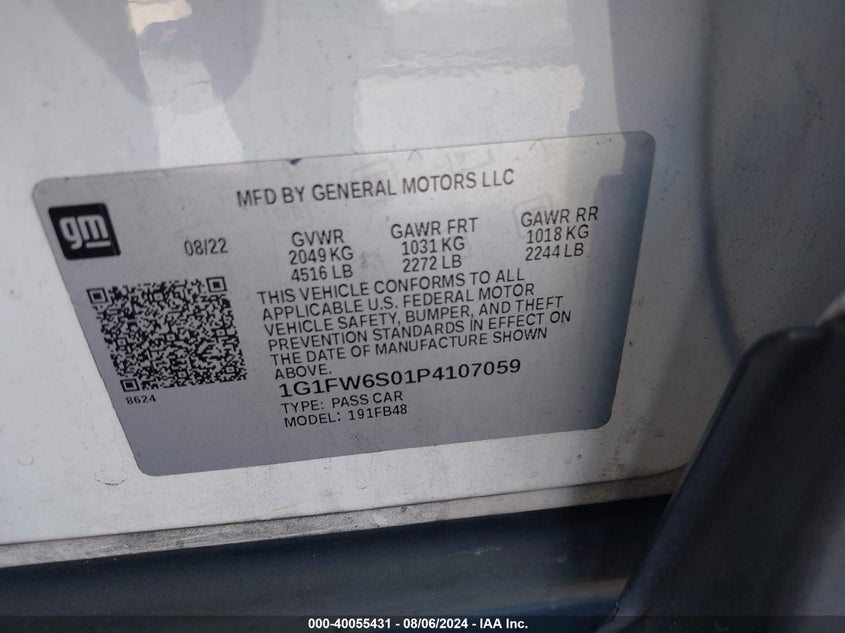 MFD BY GENERAL MOTORS LLC
gm
08/22
GVWR
2049 KG
4516 LB
GAWR FRT
1031 KG
2272 LB
GAWR RR
1018 KG
2244 LB
THIS VEHICLE CONFORMS TO ALL
APPLICABLE U.S. FEDERAL MOTOR
VEHICLE SAFETY, BUMPER, AND THEFT
PREVENTION STANDARDS IN EFFECT ON
THE DATE OF MANUFACTURE SHOWN
ABOVE.
8624
1G1FW6S01P4107059
TYPE: PASS CAR
MODEL: 191FB48
000-40055431 - 08/06/2024 - IAA Inc.